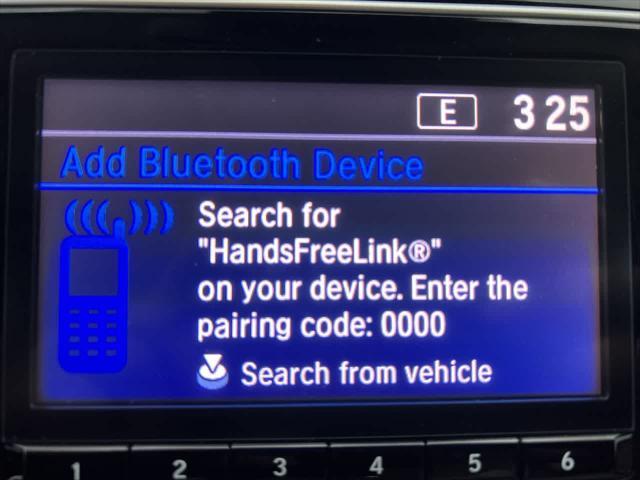 E 3 25
Add Bluetooth Device
Search for
"HandsFreeLink®"
on your device. Enter the
pairing code: 0000
Search from vehicle
1 2 3 4 5 6